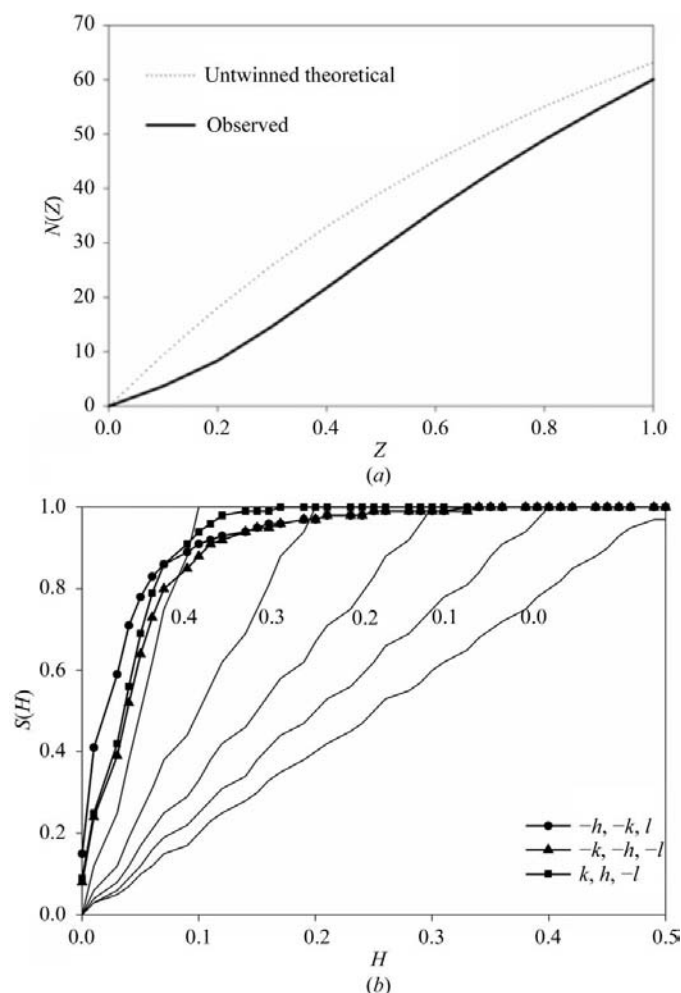 70
60
50
40
30
20
10
0
N(Z)
Untwinned theoretical
Observed
0.0
0.2
0.4
0.6
0.8
1.0
Z
(a)
1.0
0.8
0.6
0.4
0.2
0.0
S(H)
0.4
0.3
0.2
0.1
0.0
−h, −k, l
−k, −h, −l
k, h, −l
0.0
0.1
0.2
0.3
0.4
0.5
H
(b)